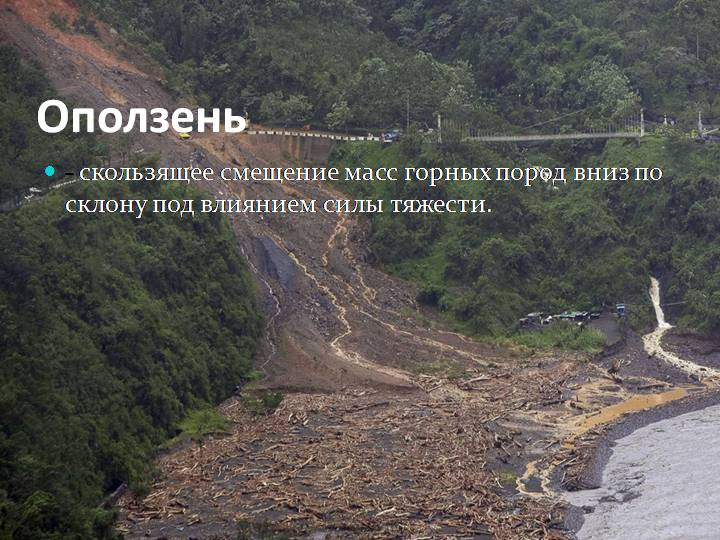 Оползень
- скользящее смещение масс горных пород вниз по
склону под влиянием силы тяжести.